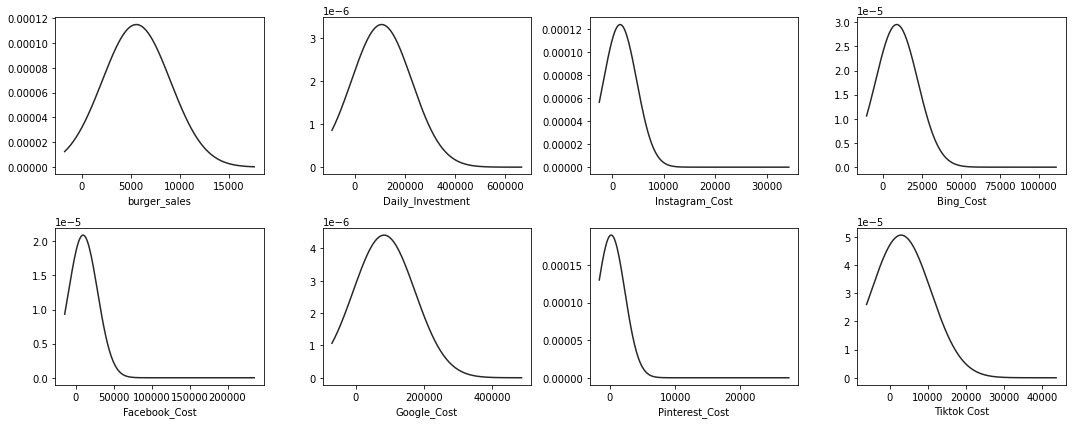 0.00012
0.00010
0.00008
0.00006
0.00004
0.00002
0.00000
0 5000 10000 15000
burger_sales
1e−6
3
2
1
0
0 200000 400000 600000
Daily_Investment
0.00012
0.00010
0.00008
0.00006
0.00004
0.00002
0.00000
0 10000 20000 30000
Instagram_Cost
1e−5
3.0
2.5
2.0
1.5
1.0
0.5
0.0
0 25000 50000 75000 100000
Bing_Cost
1e−5
2.0
1.5
1.0
0.5
0.0
0 50000 100000 150000 200000
Facebook_Cost
1e−6
4
3
2
1
0
0 200000 400000
Google_Cost
0.00015
0.00010
0.00005
0.00000
0 10000 20000
Pinterest_Cost
1e−5
5
4
3
2
1
0
0 10000 20000 30000 40000
Tiktok Cost